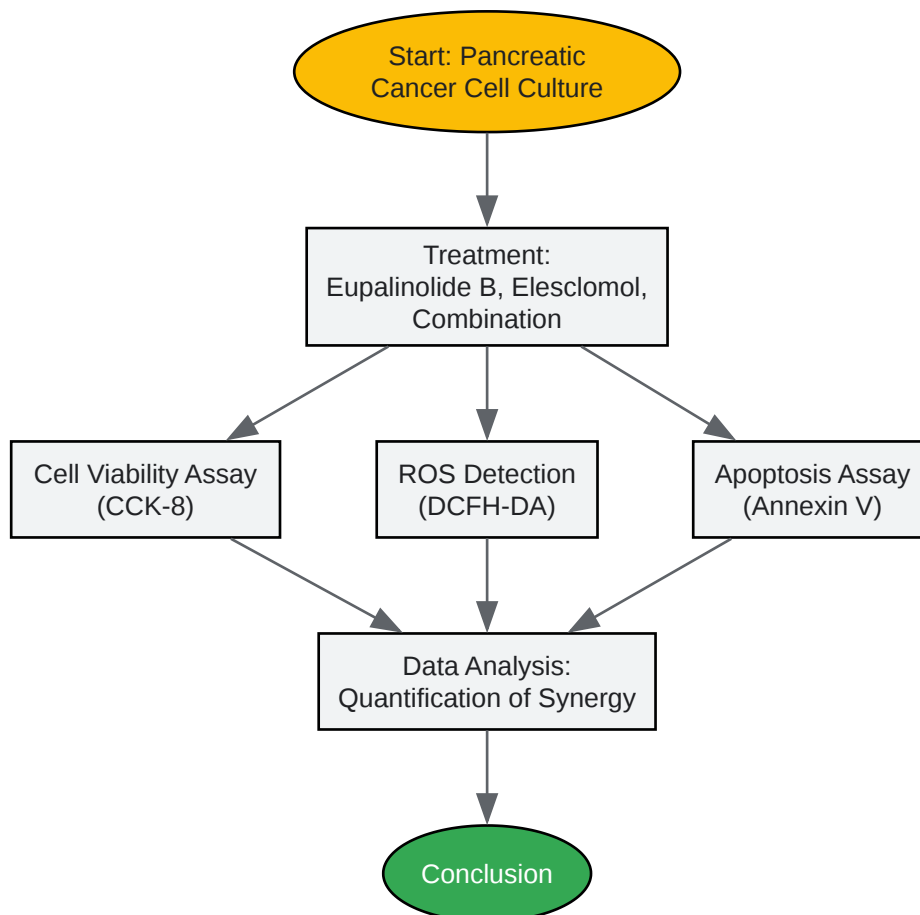 Start: Pancreatic
Cancer Cell Culture
Treatment:
Eupalinolide B, Elesclomol,
Combination
Cell Viability Assay
(CCK-8)
ROS Detection
(DCFH-DA)
Apoptosis Assay
(Annexin V)
Data Analysis:
Quantification of Synergy
Conclusion